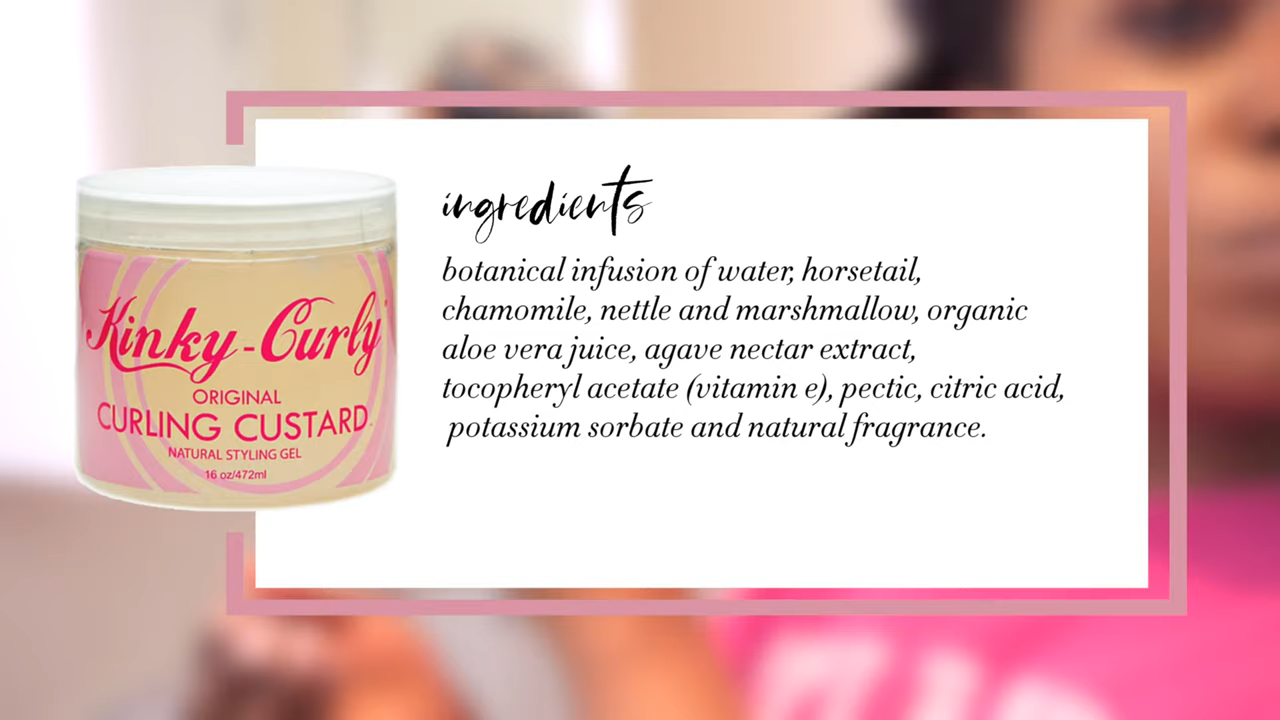 Kinky-Curly
ORIGINAL
CURLING CUSTARD
NATURAL STYLING GEL
16 oz/472ml
ingredients
botanical infusion of water, horsetail,
chamomile, nettle and marshmallow, organic
aloe vera juice, agave nectar extract,
tocopheryl acetate (vitamin e), pectic, citric acid,
potassium sorbate and natural fragrance.